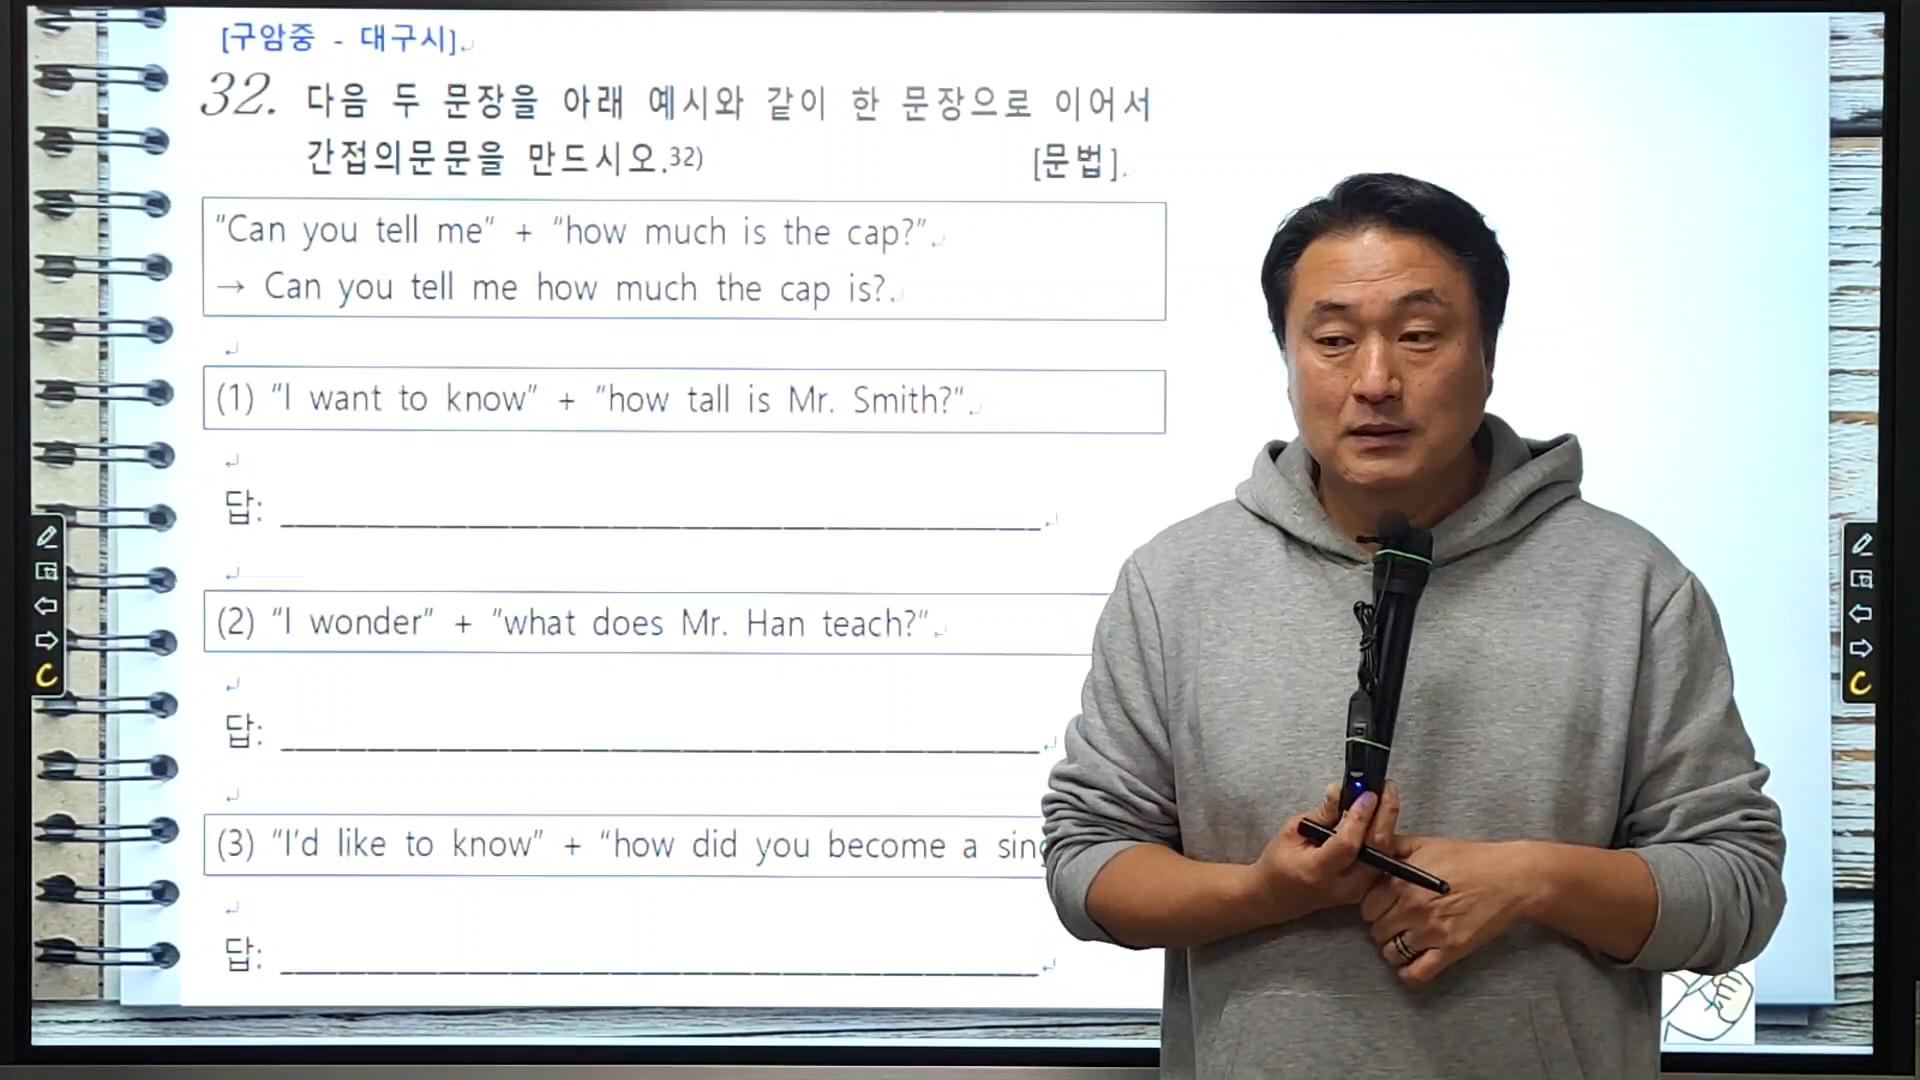 [구암중 - 대구시]
32. 다음 두 문장을 아래 예시와 같이 한 문장으로 이어서
간접의문문을 만드시오.32) [문법]
"Can you tell me" + "how much is the cap?"
→ Can you tell me how much the cap is?
(1) "I want to know" + "how tall is Mr. Smith?"
답:
(2) "I wonder" + "what does Mr. Han teach?"
답:
(3) "I'd like to know" + "how did you become a
답: